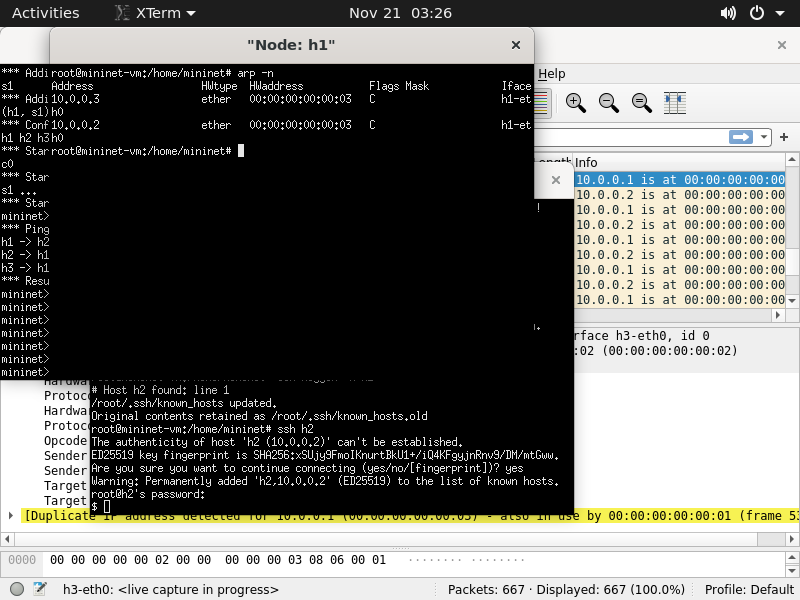 Activities XTerm Nov 21 03:26
"Node: h1"
*** Addi root@mininet-vm:/home/mininet# arp -n
s1 Address HWtype HWaddress Flags Mask Iface
*** Addi 10.0.0.3 ether 00:00:00:00:00:03 C h1-et
(h1, s1) h0
*** Conf 10.0.0.2 ether 00:00:00:00:00:03 C h1-et
h1 h2 h3 h0
*** Star root@mininet-vm:/home/mininet#
c0
*** Star
s1 ...
*** Star
mininet>
*** Ping
h1 -> h2
h2 -> h1
h3 -> h1
*** Resu
mininet>
mininet>
mininet>
mininet>
mininet>
mininet>
mininet>
Help
Length Info
10.0.0.1 is at 00:00:00:00:00
10.0.0.2 is at 00:00:00:00:00
10.0.0.1 is at 00:00:00:00:00
10.0.0.2 is at 00:00:00:00:00
10.0.0.1 is at 00:00:00:00:00
10.0.0.2 is at 00:00:00:00:00
10.0.0.1 is at 00:00:00:00:00
10.0.0.2 is at 00:00:00:00:00
10.0.0.1 is at 00:00:00:00:00
rface h3-eth0, id 0
:02 (00:00:00:00:00:02)
# Host h2 found: line 1
/root/.ssh/known_hosts updated.
Original contents retained as /root/.ssh/known_hosts.old
root@mininet-vm:/home/mininet# ssh h2
The authenticity of host 'h2 (10.0.0.2)' can't be established.
ED25519 key fingerprint is SHA256:xSUjy9FmoIKnurtBkU1+/iQ4KFgyjnRnv9/DM/mtGww.
Are you sure you want to continue connecting (yes/no/[fingerprint])? yes
Warning: Permanently added 'h2,10.0.0.2' (ED25519) to the list of known hosts.
root@h2's password:
$
Hardwa
Protoc
Hardwa
Protoc
Opcode
Sender
Sender
Target
Target
[Duplicate IP address detected for 10.0.0.1 (00:00:00:00:00:03) - also in use by 00:00:00:00:00:01 (frame 53
0000 00 00 00 00 00 02 00 00 00 00 00 03 08 06 00 01 ········ ········
h3-eth0: <live capture in progress> Packets: 667 · Displayed: 667 (100.0%) Profile: Default